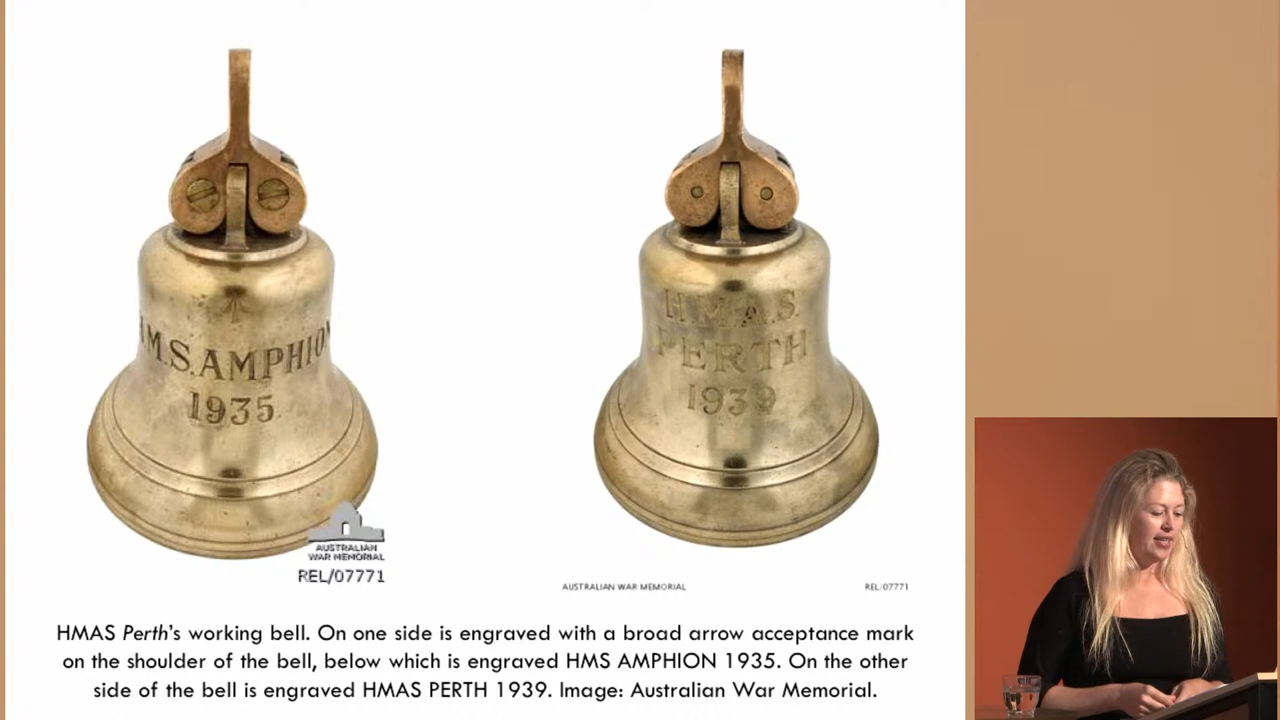 H.M.S. AMPHION
1935
AUSTRALIAN
WAR MEMORIAL
REL/07771
H.M.A.S.
PERTH
1939
AUSTRALIAN WAR MEMORIAL
REL/07771
HMAS Perth's working bell. On one side is engraved with a broad arrow acceptance mark
on the shoulder of the bell, below which is engraved HMS AMPHION 1935. On the other
side of the bell is engraved HMAS PERTH 1939. Image: Australian War Memorial.